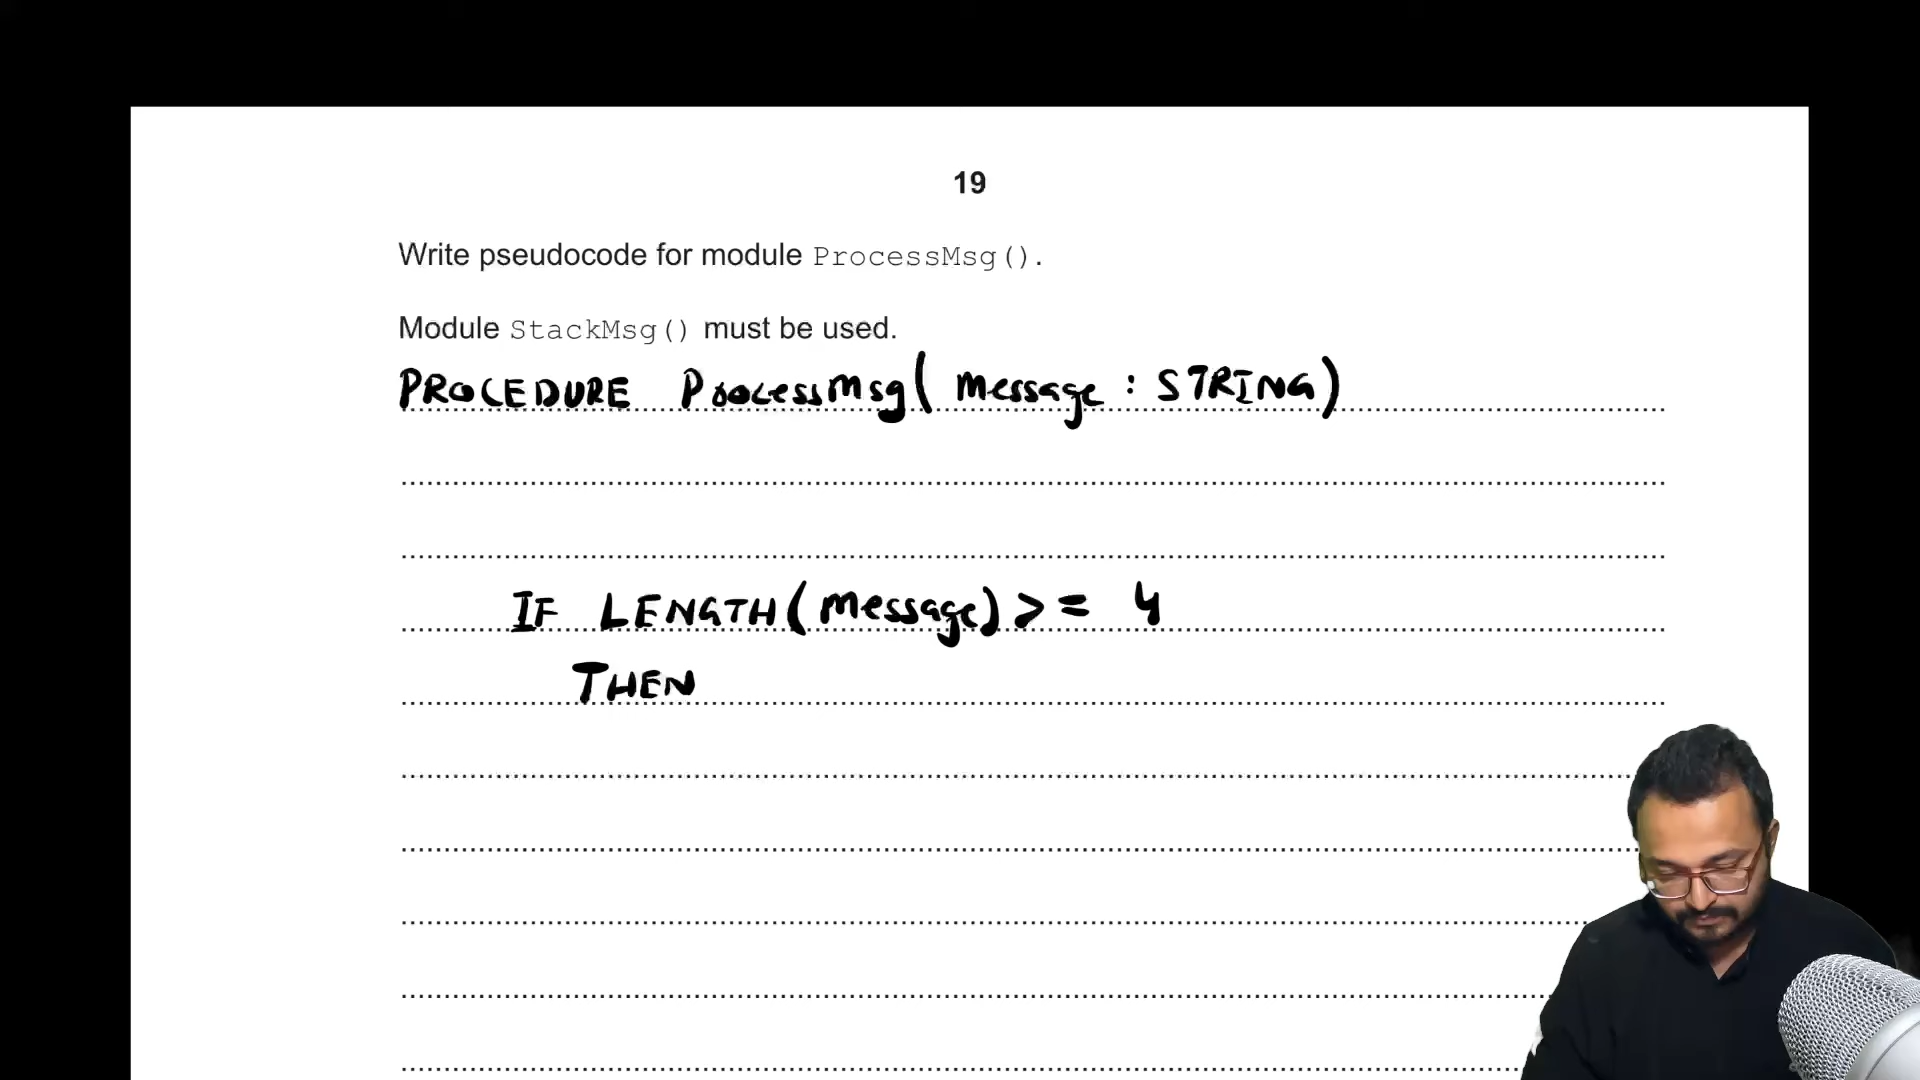 19
Write pseudocode for module ProcessMsg().
Module StackMsg() must be used.
PROCEDURE ProcessMsg( Message : STRING)
IF LENGTH(Message) >= 4
THEN